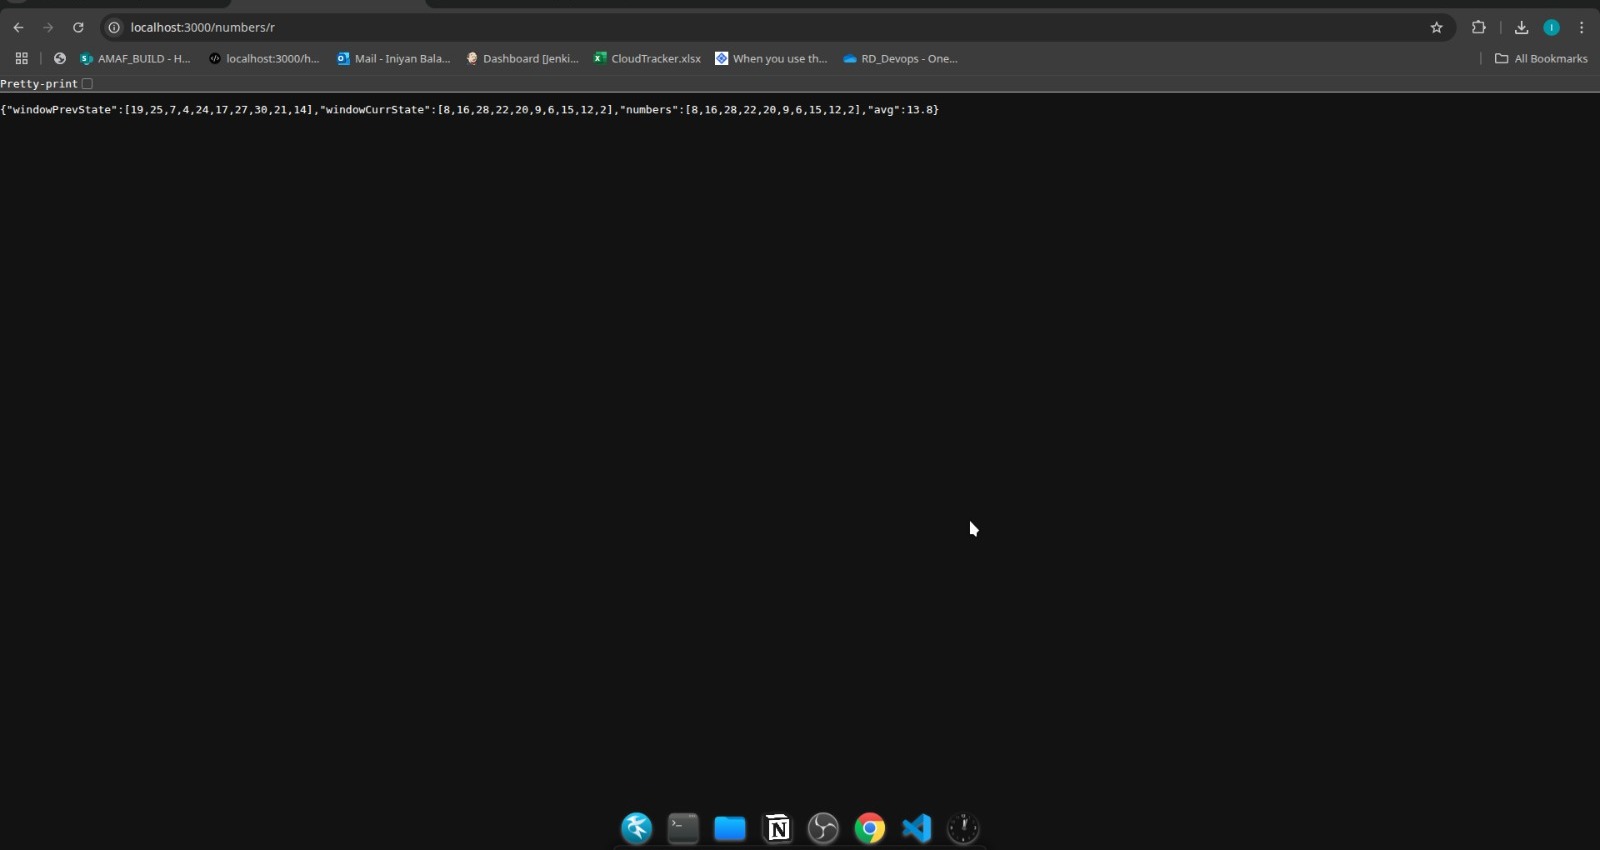 localhost:3000/numbers/r
AMAF_BUILD - H...
localhost:3000/h...
Mail - Iniyan Bala...
Dashboard [Jenki...
CloudTracker.xlsx
When you use th...
RD_Devops - One...
All Bookmarks
Pretty-print
{"windowPrevState":[19,25,7,4,24,17,27,30,21,14],"windowCurrState":[8,16,28,22,20,9,6,15,12,2],"numbers":[8,16,28,22,20,9,6,15,12,2],"avg":13.8}